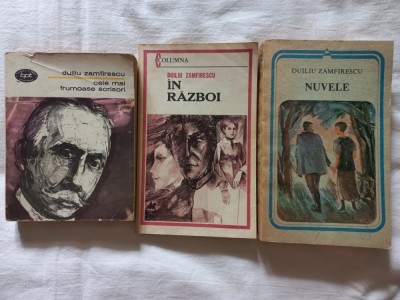 bpt
duiliu zamfirescu
cele mai
frumoase scrisori
COLUMNA
DUILIU ZAMFIRESCU
ÎN
RĂZBOI
DUILIU ZAMFIRESCU
NUVELE